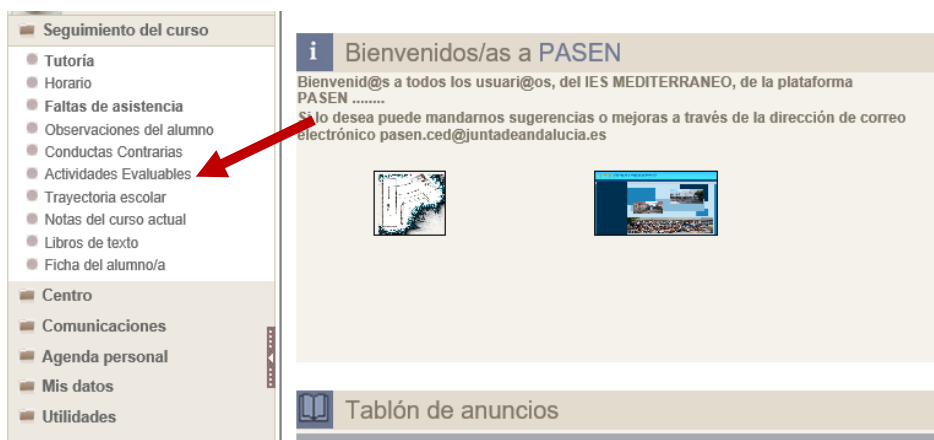 Seguimiento del curso
Tutoría
Horario
Faltas de asistencia
Observaciones del alumno
Conductas Contrarias
Actividades Evaluables
Trayectoria escolar
Notas del curso actual
Libros de texto
Ficha del alumno/a
Centro
Comunicaciones
Agenda personal
Mis datos
Utilidades
i Bienvenidos/as a PASEN
Bienvenid@s a todos los usuari@os, del IES MEDITERRANEO, de la plataforma
PASEN ........
Si lo desea puede mandarnos sugerencias o mejoras a través de la dirección de correo
electrónico pasen.ced@juntadeandalucia.es
Tablón de anuncios